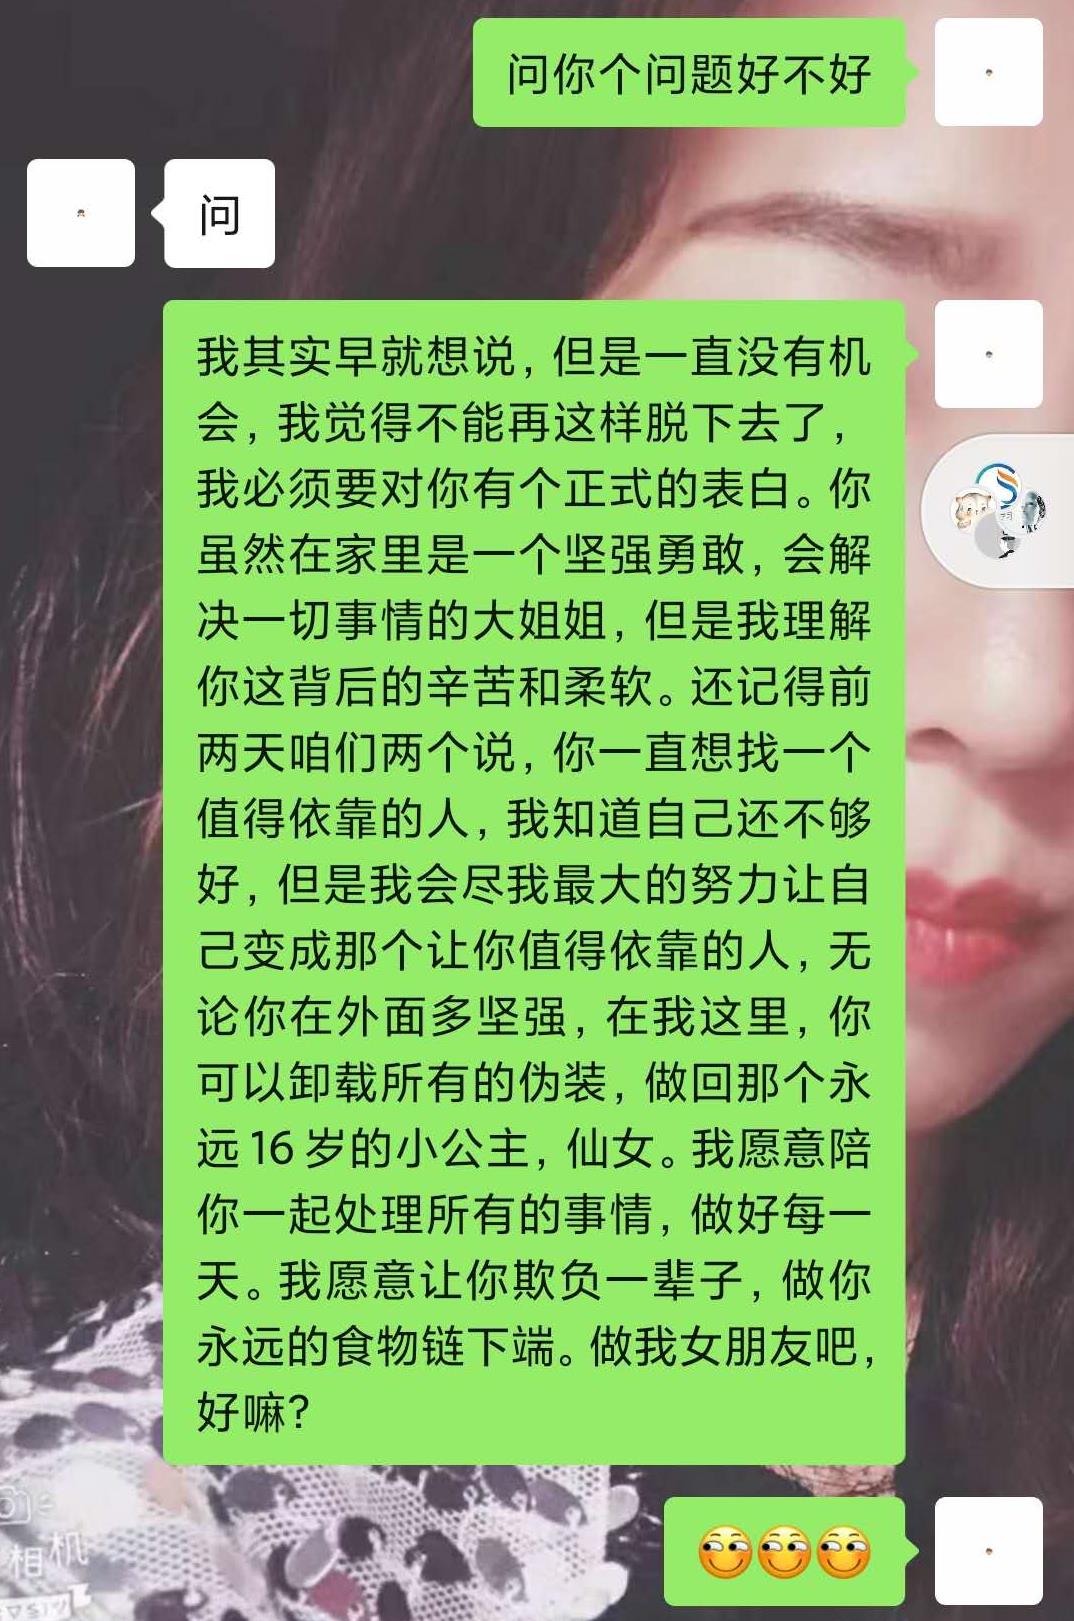 问你个问题好不好
问
我其实早就想说，但是一直没有机
会，我觉得不能再这样脱下去了，
我必须要对你有个正式的表白。你
虽然在家里是一个坚强勇敢，会解
决一切事情的大姐姐，但是我理解
你这背后的辛苦和柔软。还记得前
两天咱们两个说，你一直想找一个
值得依靠的人，我知道自己还不够
好，但是我会尽我最大的努力让自
己变成那个让你值得依靠的人，无
论你在外面多坚强，在我这里，你
可以卸载所有的伪装，做回那个永
远16岁的小公主，仙女。我愿意陪
你一起处理所有的事情，做好每一
天。我愿意让你欺负一辈子，做你
永远的食物链下端。做我女朋友吧，
好嘛?
相机